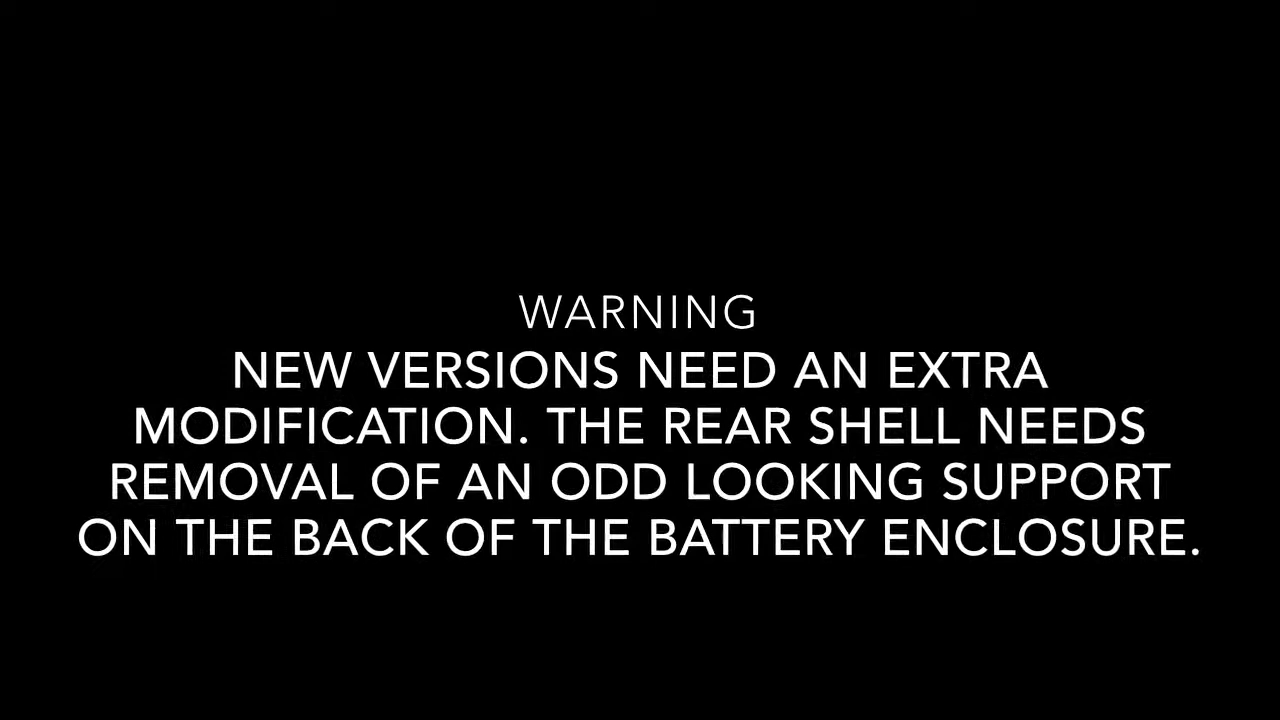 WARNING
NEW VERSIONS NEED AN EXTRA
MODIFICATION. THE REAR SHELL NEEDS
REMOVAL OF AN ODD LOOKING SUPPORT
ON THE BACK OF THE BATTERY ENCLOSURE.